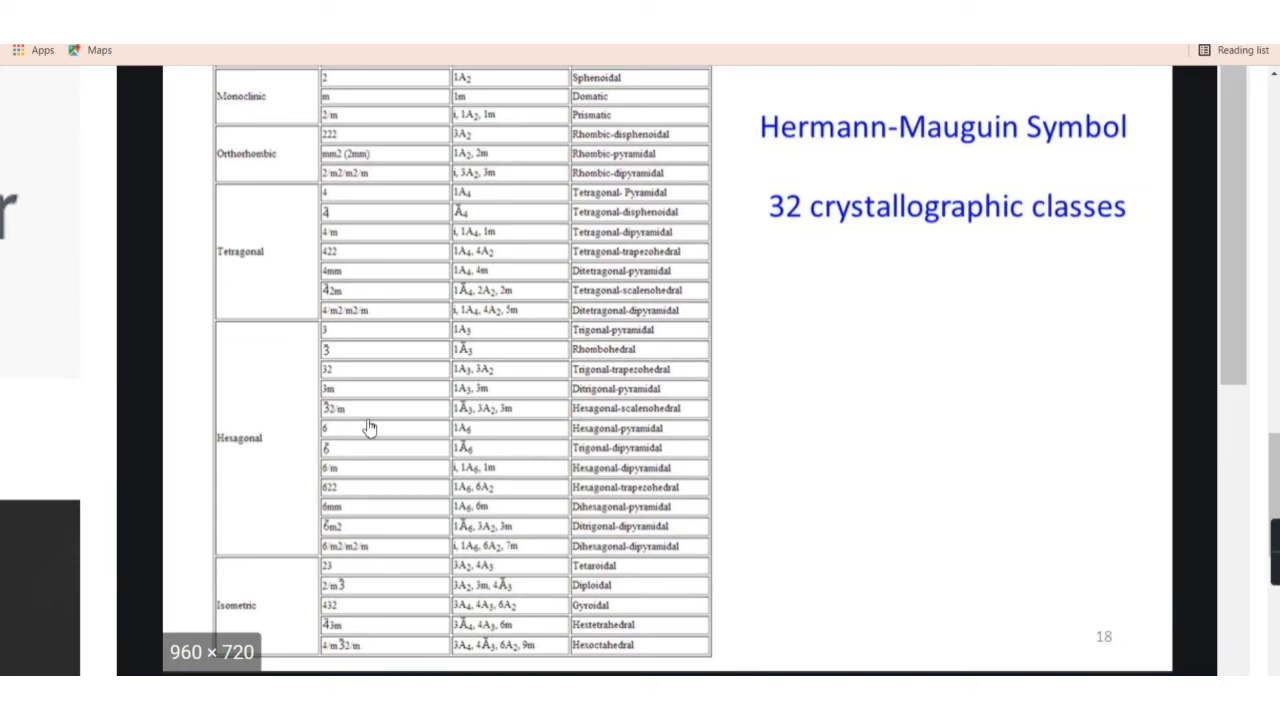 Apps Maps Reading list
2 1A2 Sphenoidal
Monoclinic m 1m Domatic
2/m i, 1A2, 1m Prismatic
222 3A2 Rhombic-disphenoidal
Orthorhombic mm2 (2mm) 1A2, 2m Rhombic-pyramidal
2/m2/m2/m i, 3A2, 3m Rhombic-dipyramidal
4 1A4 Tetragonal- Pyramidal
4̄ Ā4 Tetragonal-disphenoidal
4/m i, 1A4, 1m Tetragonal-dipyramidal
Tetragonal 422 1A4, 4A2 Tetragonal-trapezohedral
4mm 1A4, 4m Ditetragonal-pyramidal
4̄2m 1Ā4, 2A2, 2m Tetragonal-scalenohedral
4/m2/m2/m i, 1A4, 4A2, 5m Ditetragonal-dipyramidal
3 1A3 Trigonal-pyramidal
3̄ 1Ā3 Rhombohedral
32 1A3, 3A2 Trigonal-trapezohedral
3m 1A3, 3m Ditrigonal-pyramidal
3̄2/m 1Ā3, 3A2, 3m Hexagonal-scalenohedral
6 1A6 Hexagonal-pyramidal
Hexagonal 6̄ 1Ā6 Trigonal-dipyramidal
6/m i, 1A6, 1m Hexagonal-dipyramidal
622 1A6, 6A2 Hexagonal-trapezohedral
6mm 1A6, 6m Dihexagonal-pyramidal
6̄m2 1Ā6, 3A2, 3m Ditrigonal-dipyramidal
6/m2/m2/m i, 1A6, 6A2, 7m Dihexagonal-dipyramidal
23 3A2, 4A3 Tetaroidal
2/m3̄ 3A2, 3m, 4Ā3 Diploidal
Isometric 432 3A4, 4A3, 6A2 Gyroidal
4̄3m 3Ā4, 4A3, 6m Hextetrahedral
4/m3̄2/m 3A4, 4Ā3, 6A2, 9m Hexoctahedral
Hermann-Mauguin Symbol
32 crystallographic classes
18
960 × 720
r